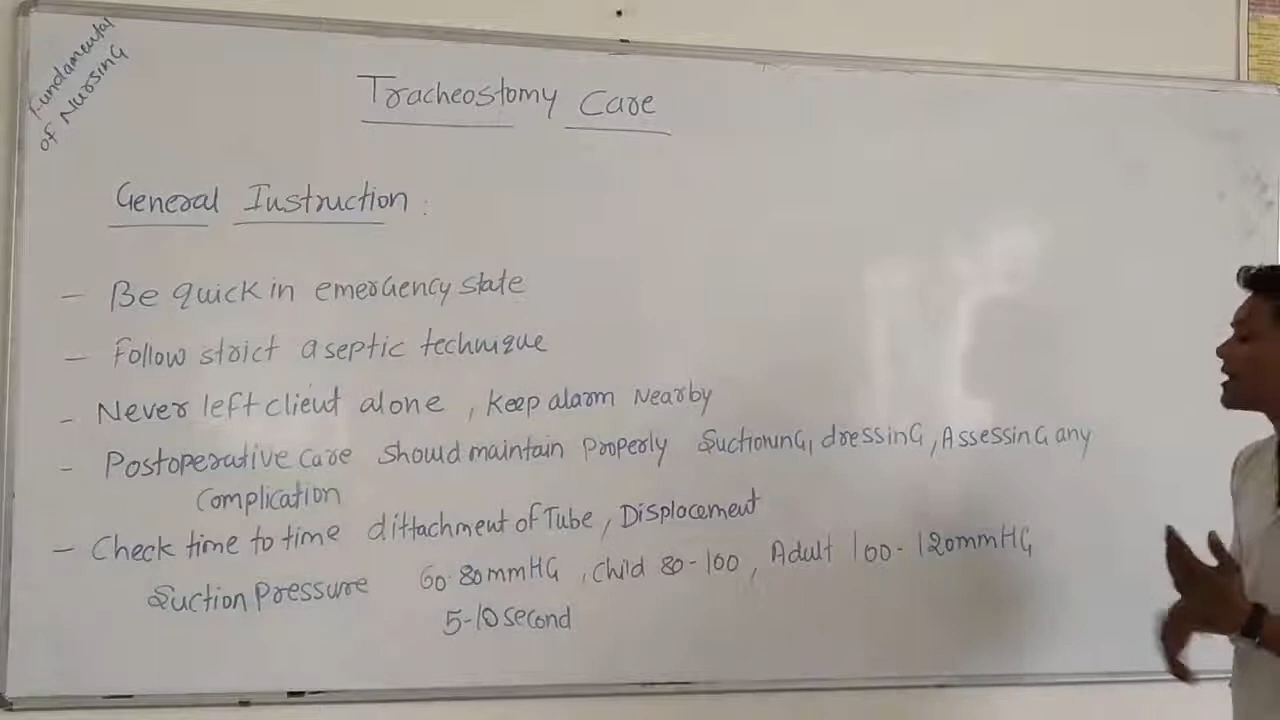 Fundamental
of Nursing
Tracheostomy Care
General Instruction :
- Be quick in emergency state
- Follow strict aseptic technique
- Never left client alone , Keep alarm Nearby
- Postoperative care should maintain properly Suctioning, dressing, Assessing any
Complication
- Check time to time dittachment of Tube, Displacement
Suction Pressure 60-80mmHG , Child 80-100 , Adult 100-120mmHG
5-10 second